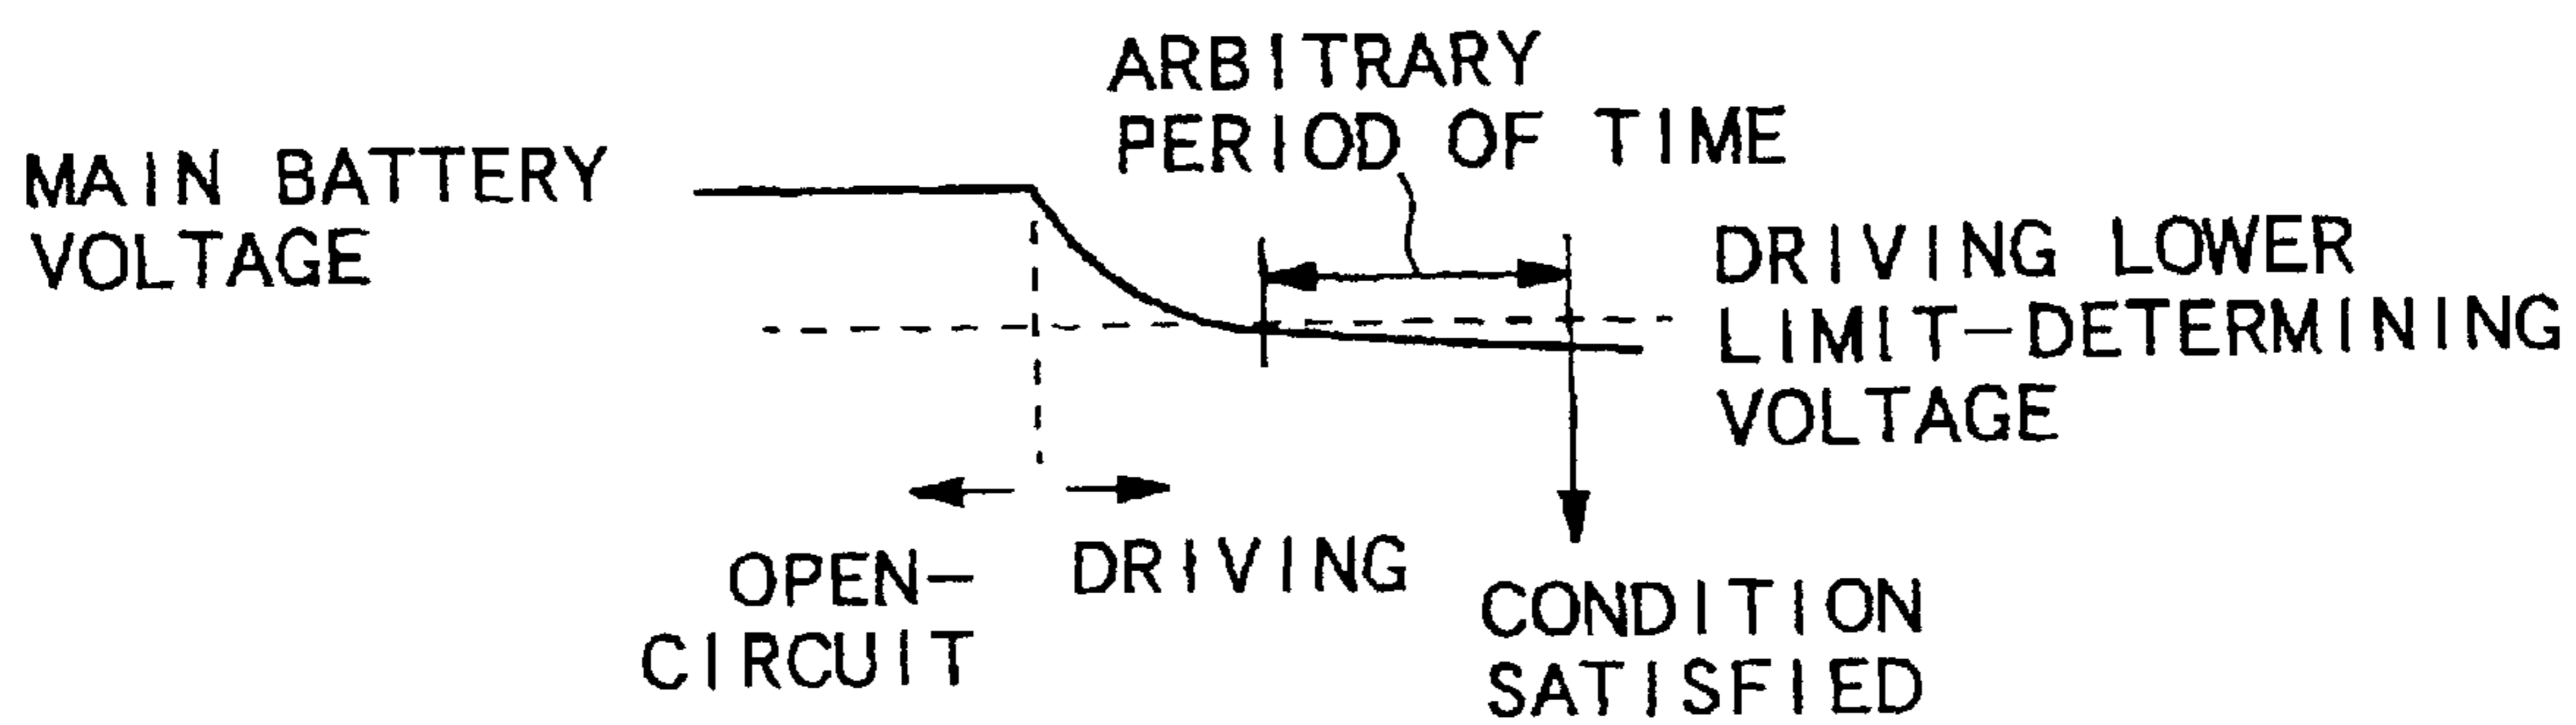 ARBITRARY
PERIOD OF TIME
MAIN BATTERY
VOLTAGE
DRIVING LOWER
LIMIT-DETERMINING
VOLTAGE
OPEN-
CIRCUIT
DRIVING
CONDITION
SATISFIED